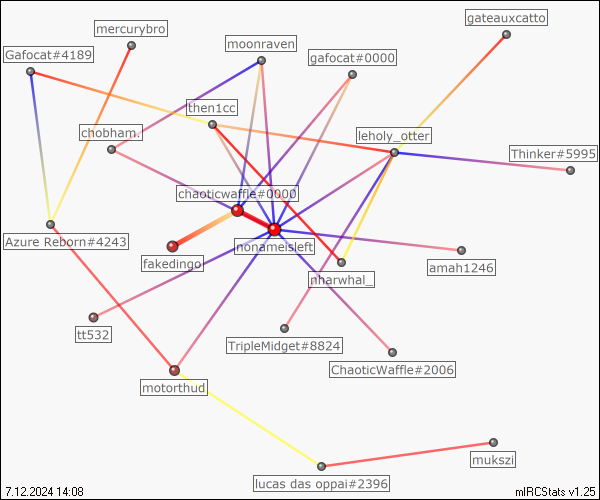 gateauxcatto
mercurybro
moonraven
Gafocat#4189
gafocat#0000
then1cc
chobham.
leholy_otter
Thinker#5995
chaoticwaffle#0000
Azure Reborn#4243
nonameisleft
fakedingo
amah1246
nharwhal_
tt532
TripleMidget#8824
ChaoticWaffle#2006
motorthud
mukszi
lucas das oppai#2396
7.12.2024 14:08
mIRCStats v1.25